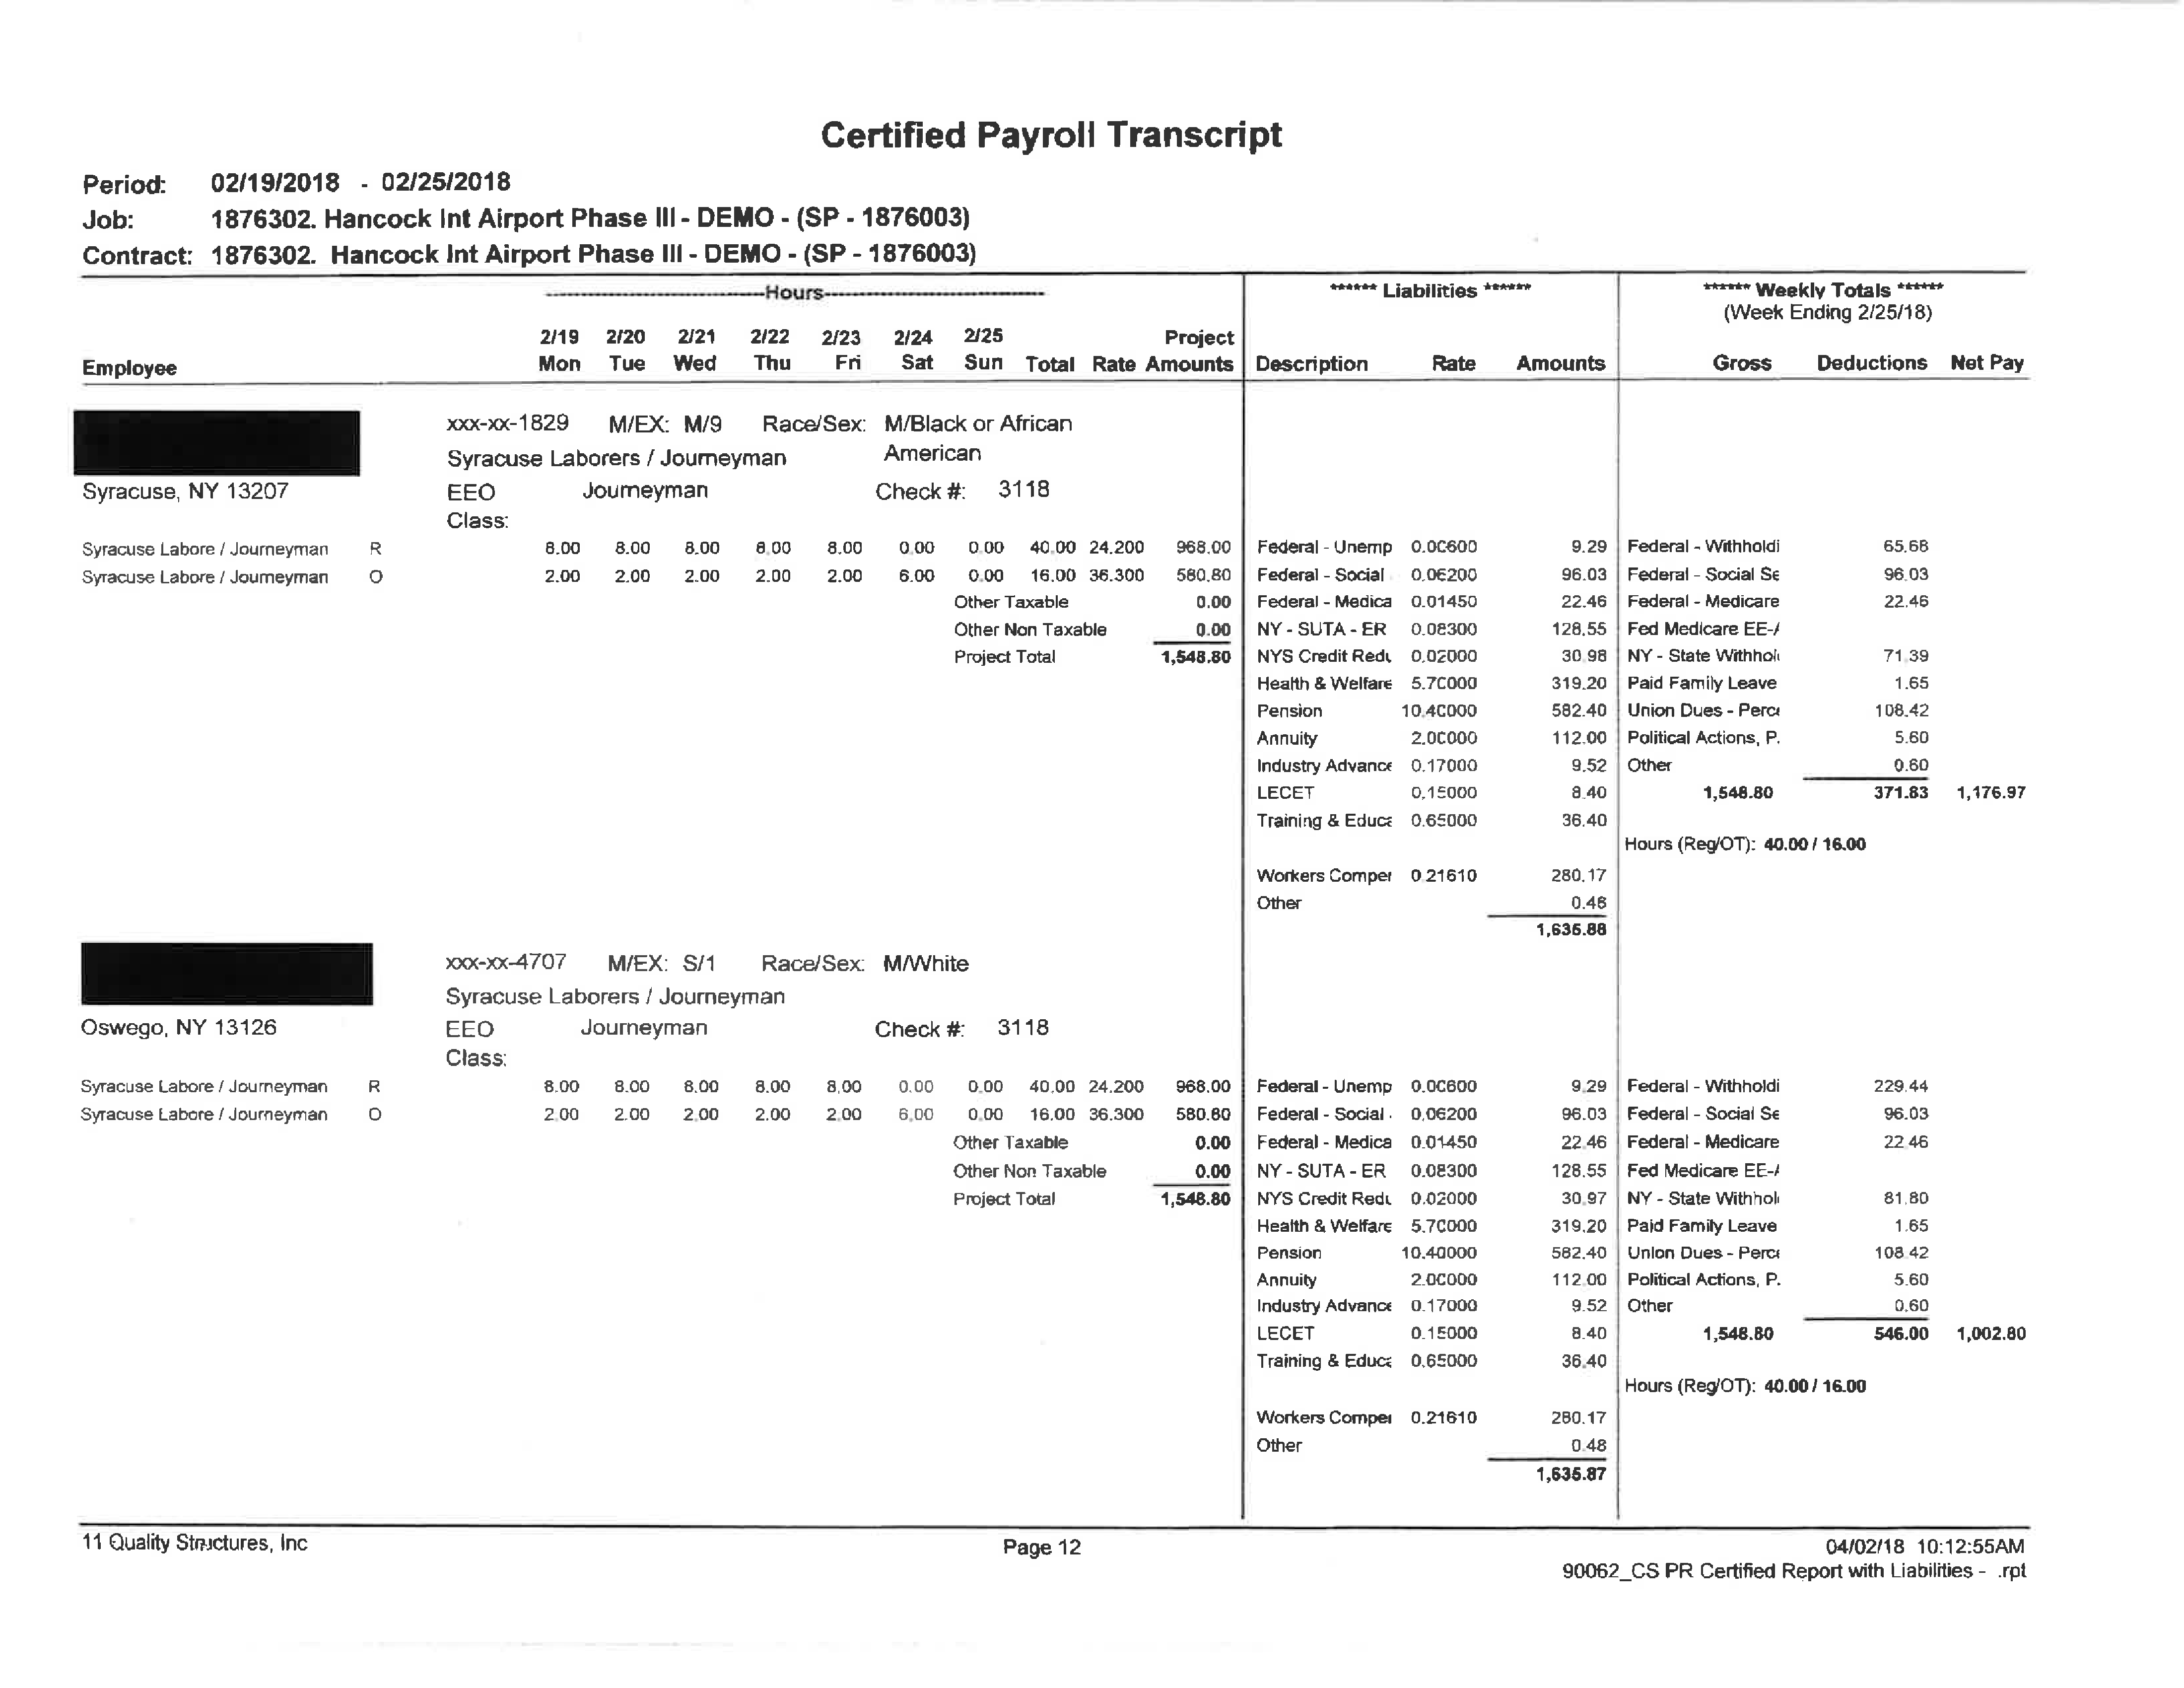 Certified Payroll Transcript
Period: 02/19/2018 - 02/25/2018
Job: 1876302. Hancock Int Airport Phase III - DEMO - (SP - 1876003)
Contract: 1876302. Hancock Int Airport Phase III - DEMO - (SP - 1876003)
Hours ****** Liabilities ****** ****** Weekly Totals ******
(Week Ending 2/25/18)
2/19 2/20 2/21 2/22 2/23 2/24 2/25 Project
Employee Mon Tue Wed Thu Fri Sat Sun Total Rate Amounts Description Rate Amounts Gross Deductions Net Pay
xxx-xx-1829 M/EX: M/9 Race/Sex: M/Black or African
Syracuse Laborers / Journeyman American
Syracuse, NY 13207 EEO Journeyman Check #: 3118
Class:
Syracuse Labore / Journeyman R 8.00 8.00 8.00 8.00 8.00 0.00 0.00 40.00 24.200 968.00 Federal - Unemp 0.00600 9.29 Federal - Withholdi 65.68
Syracuse Labore / Journeyman O 2.00 2.00 2.00 2.00 2.00 6.00 0.00 16.00 36.300 580.80 Federal - Social 0.06200 96.03 Federal - Social Se 96.03
Other Taxable 0.00 Federal - Medica 0.01450 22.46 Federal - Medicare 22.46
Other Non Taxable 0.00 NY - SUTA - ER 0.08300 128.55 Fed Medicare EE-/
Project Total 1,548.80 NYS Credit Redu 0.02000 30.98 NY - State Withhol 71.39
Health & Welfare 5.70000 319.20 Paid Family Leave 1.65
Pension 10.40000 582.40 Union Dues - Perc 108.42
Annuity 2.00000 112.00 Political Actions, P. 5.60
Industry Advance 0.17000 9.52 Other 0.60
LECET 0.15000 8.40 1,548.80 371.83 1,176.97
Training & Educa 0.65000 36.40
Hours (Reg/OT): 40.00 / 16.00
Workers Comper 0.21610 280.17
Other 0.48
1,635.88
xxx-xx-4707 M/EX: S/1 Race/Sex: M/White
Syracuse Laborers / Journeyman
Oswego, NY 13126 EEO Journeyman Check #: 3118
Class:
Syracuse Labore / Journeyman R 8.00 8.00 8.00 8.00 8.00 0.00 0.00 40.00 24.200 968.00 Federal - Unemp 0.00600 9.29 Federal - Withholdi 229.44
Syracuse Labore / Journeyman O 2.00 2.00 2.00 2.00 2.00 6.00 0.00 16.00 36.300 580.80 Federal - Social 0.06200 96.03 Federal - Social Se 96.03
Other Taxable 0.00 Federal - Medica 0.01450 22.46 Federal - Medicare 22.46
Other Non Taxable 0.00 NY - SUTA - ER 0.08300 128.55 Fed Medicare EE-/
Project Total 1,548.80 NYS Credit Redu 0.02000 30.97 NY - State Withhol 81.80
Health & Welfare 5.70000 319.20 Paid Family Leave 1.65
Pension 10.40000 582.40 Union Dues - Perc 108.42
Annuity 2.00000 112.00 Political Actions, P. 5.60
Industry Advance 0.17000 9.52 Other 0.60
LECET 0.15000 8.40 1,548.80 546.00 1,002.80
Training & Educa 0.65000 36.40
Hours (Reg/OT): 40.00 / 16.00
Workers Comper 0.21610 280.17
Other 0.48
1,635.87
11 Quality Structures, Inc Page 12 04/02/18 10:12:55AM
90062_CS PR Certified Report with Liabilities - .rpt